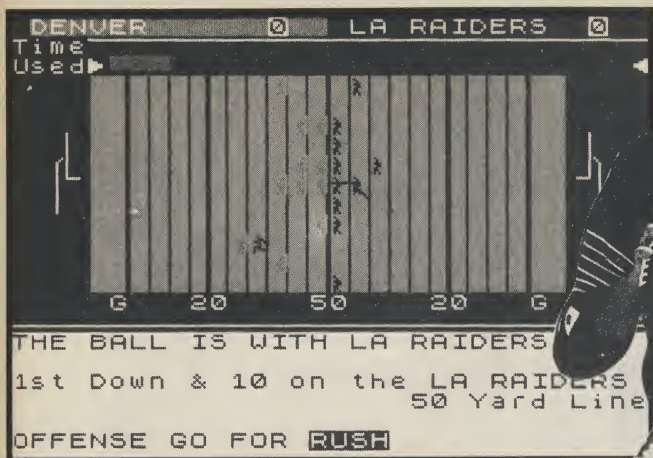 DENVER 0 LA RAIDERS 0
Time
Used
G 20 50 20 G
THE BALL IS WITH LA RAIDERS
1st Down & 10 on the LA RAIDERS
50 Yard Line
OFFENSE GO FOR RUSH